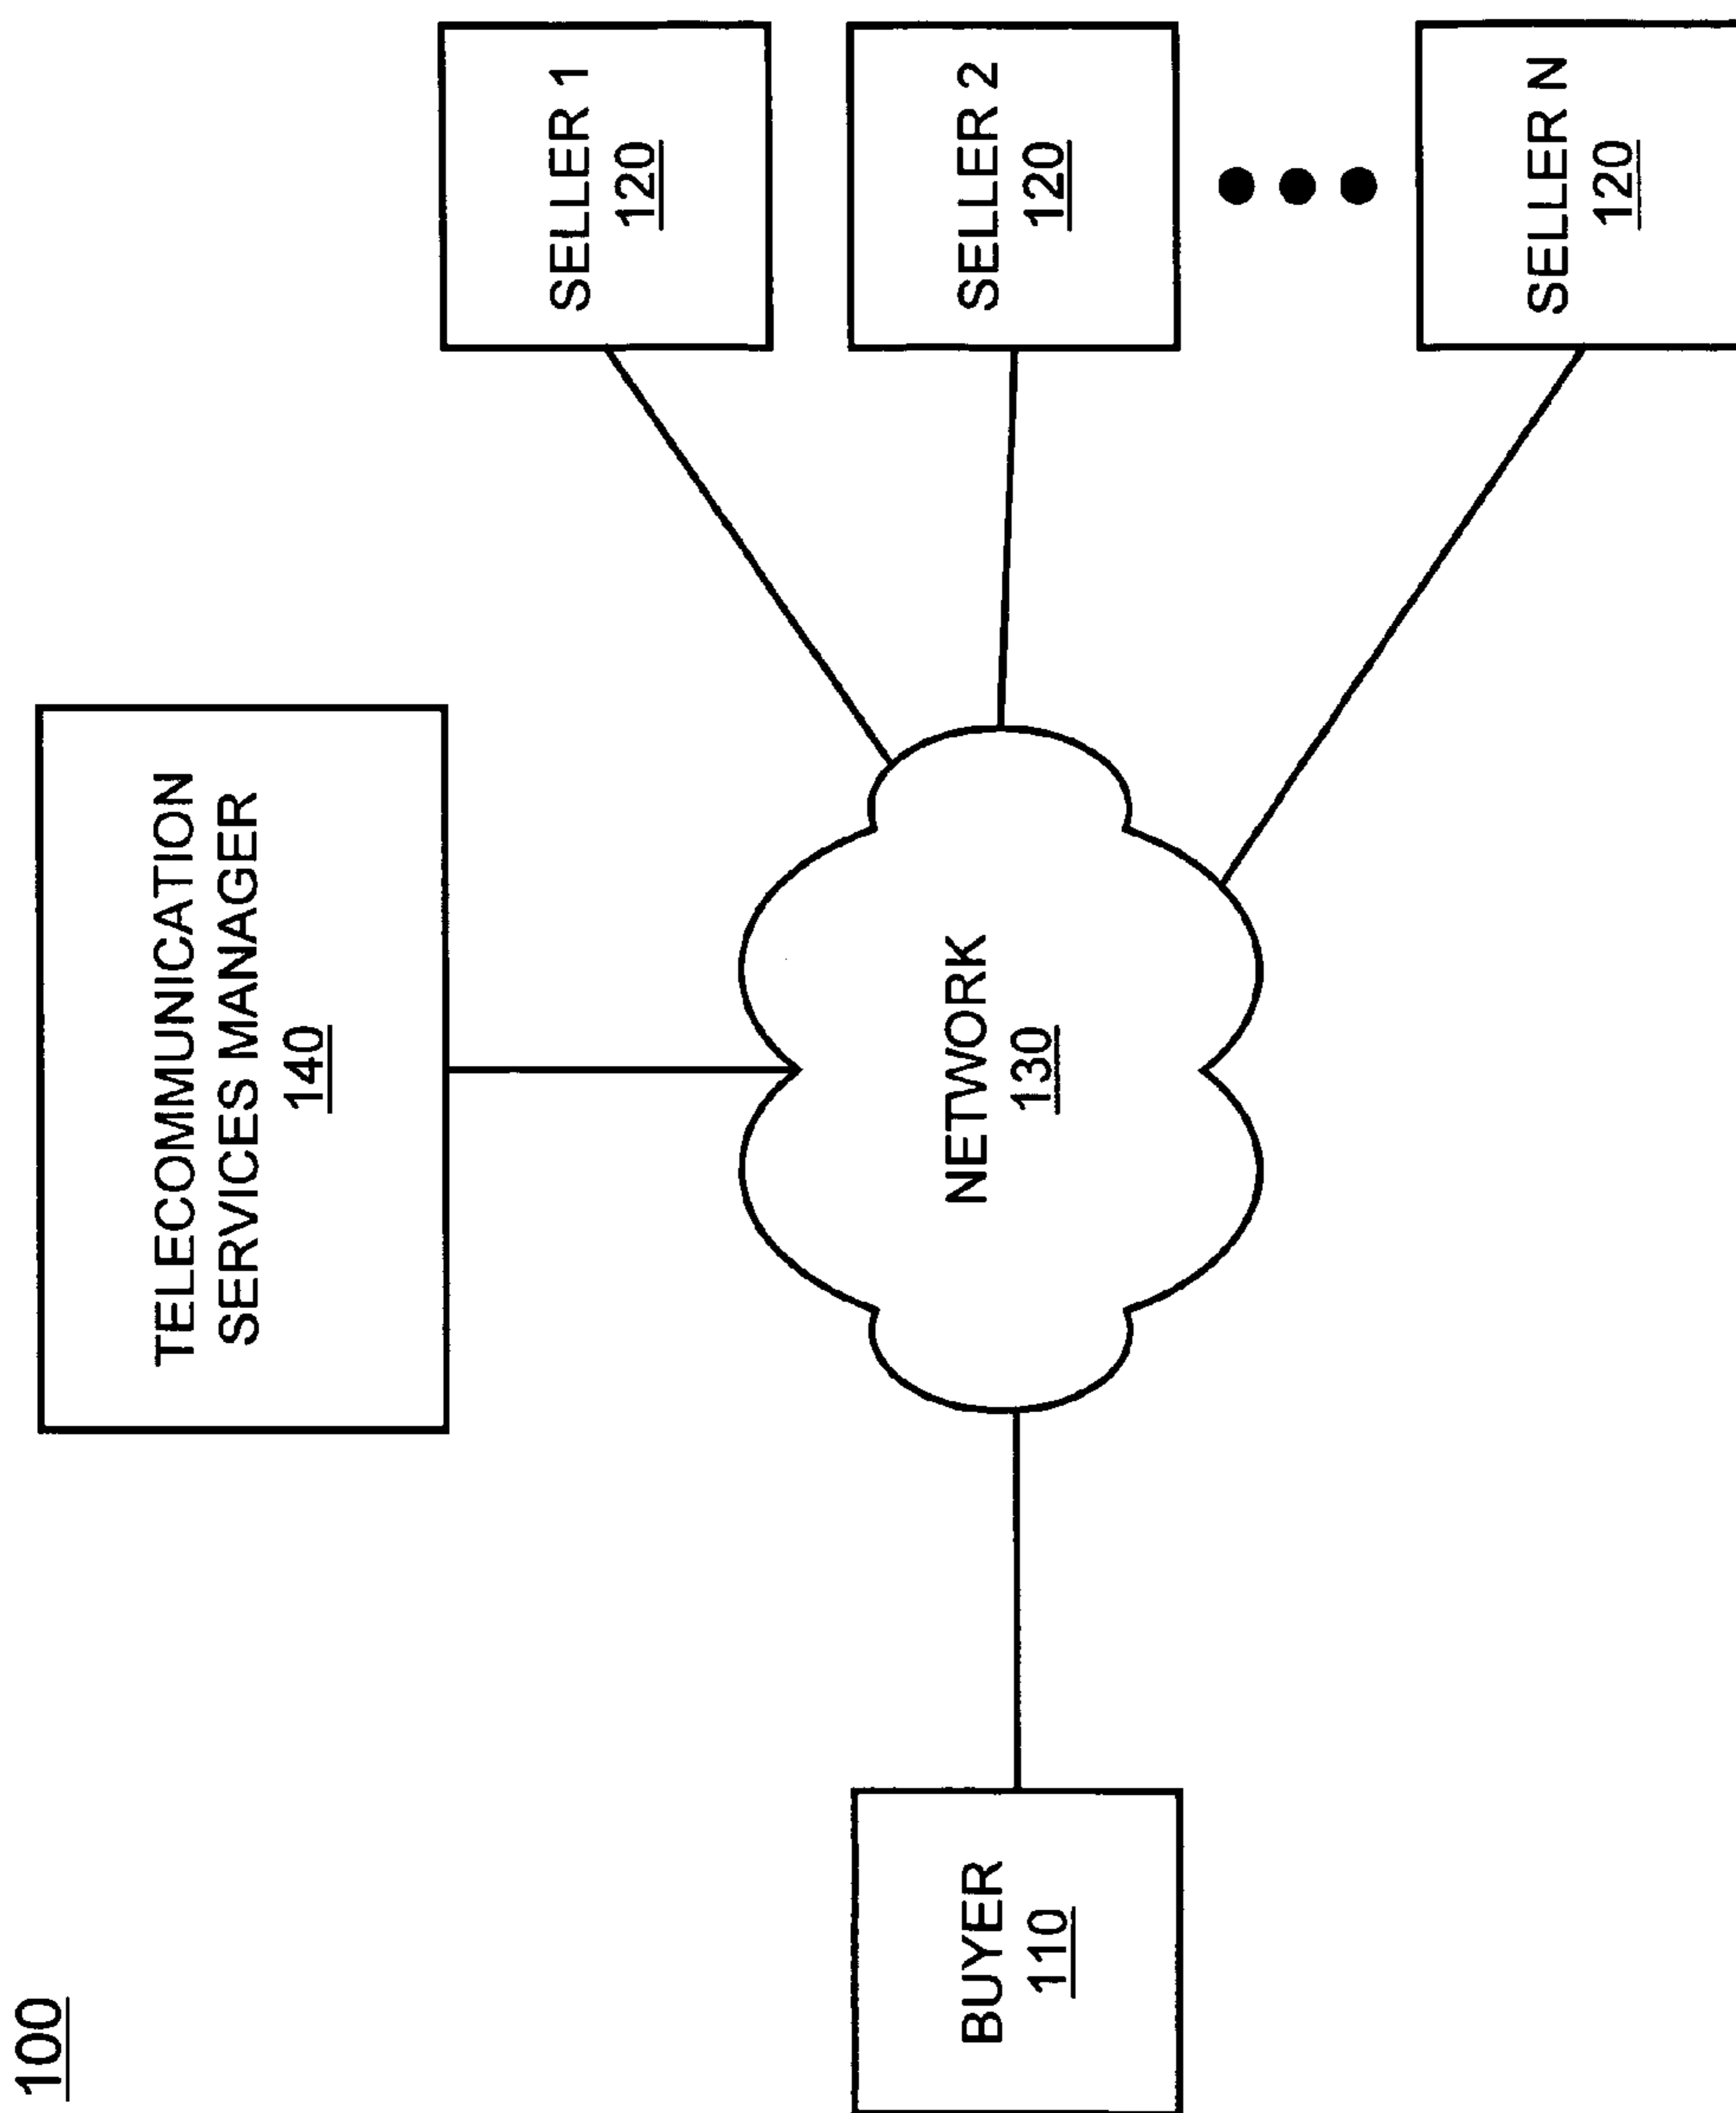 100
TELECOMMUNICATION
SERVICES MANAGER
140
SELLER 1
120
BUYER
110
NETWORK
130
SELLER 2
120
SELLER N
120